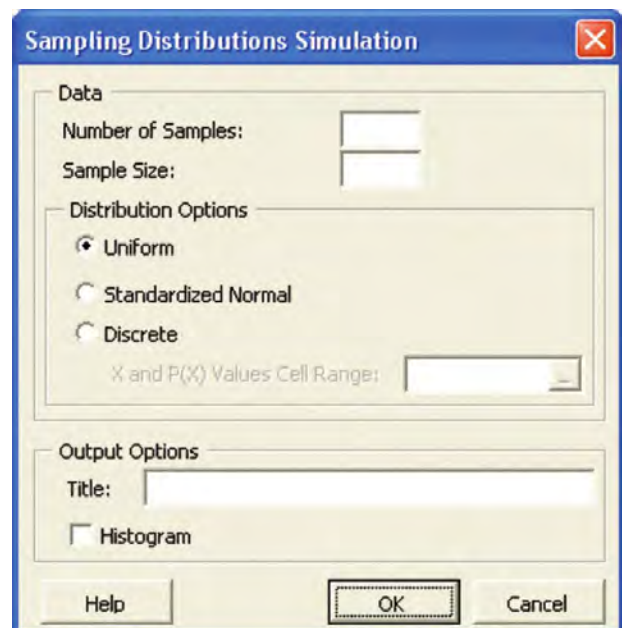 Sampling Distributions Simulation
Data
Number of Samples:
Sample Size:
Distribution Options
Uniform
Standardized Normal
Discrete
X and P(X) Values Cell Range:
Output Options
Title:
Histogram
Help OK Cancel